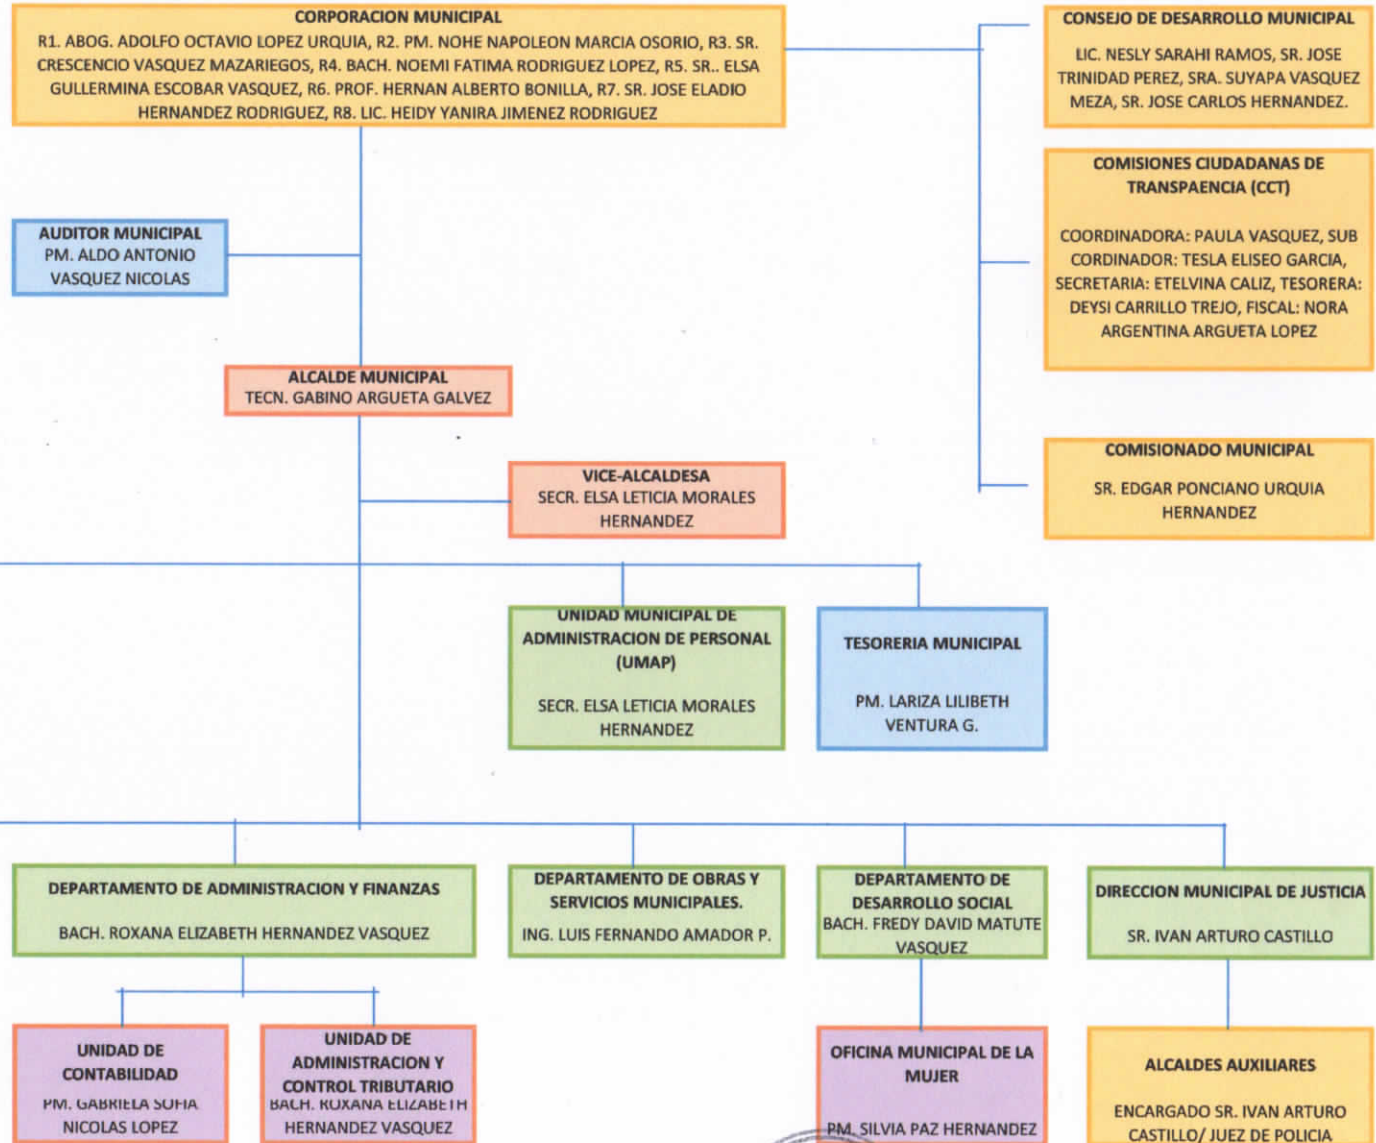 CORPORACION MUNICIPAL
R1. ABOG. ADOLFO OCTAVIO LOPEZ URQUIA, R2. PM. NOHE NAPOLEON MARCIA OSORIO, R3. SR.
CRESCENCIO VASQUEZ MAZARIEGOS, R4. BACH. NOEMI FATIMA RODRIGUEZ LOPEZ, R5. SR.. ELSA
GULLERMINA ESCOBAR VASQUEZ, R6. PROF. HERNAN ALBERTO BONILLA, R7. SR. JOSE ELADIO
HERNANDEZ RODRIGUEZ, R8. LIC. HEIDY YANIRA JIMENEZ RODRIGUEZ
CONSEJO DE DESARROLLO MUNICIPAL
LIC. NESLY SARAHI RAMOS, SR. JOSE
TRINIDAD PEREZ, SRA. SUYAPA VASQUEZ
MEZA, SR. JOSE CARLOS HERNANDEZ.
COMISIONES CIUDADANAS DE
TRANSPAENCIA (CCT)
COORDINADORA: PAULA VASQUEZ, SUB
CORDINADOR: TESLA ELISEO GARCIA,
SECRETARIA: ETELVINA CALIZ, TESORERA:
DEYSI CARRILLO TREJO, FISCAL: NORA
ARGENTINA ARGUETA LOPEZ
AUDITOR MUNICIPAL
PM. ALDO ANTONIO
VASQUEZ NICOLAS
ALCALDE MUNICIPAL
TECN. GABINO ARGUETA GALVEZ
COMISIONADO MUNICIPAL
SR. EDGAR PONCIANO URQUIA
HERNANDEZ
VICE-ALCALDESA
SECR. ELSA LETICIA MORALES
HERNANDEZ
UNIDAD MUNICIPAL DE
ADMINISTRACION DE PERSONAL
(UMAP)
SECR. ELSA LETICIA MORALES
HERNANDEZ
TESORERIA MUNICIPAL
PM. LARIZA LILIBETH
VENTURA G.
DEPARTAMENTO DE ADMINISTRACION Y FINANZAS
BACH. ROXANA ELIZABETH HERNANDEZ VASQUEZ
DEPARTAMENTO DE OBRAS Y
SERVICIOS MUNICIPALES.
ING. LUIS FERNANDO AMADOR P.
DEPARTAMENTO DE
DESARROLLO SOCIAL
BACH. FREDY DAVID MATUTE
VASQUEZ
DIRECCION MUNICIPAL DE JUSTICIA
SR. IVAN ARTURO CASTILLO
UNIDAD DE
CONTABILIDAD
PM. GABRIELA SOFIA
NICOLAS LOPEZ
UNIDAD DE
ADMINISTRACION Y
CONTROL TRIBUTARIO
BACH. ROXANA ELIZABETH
HERNANDEZ VASQUEZ
OFICINA MUNICIPAL DE LA
MUJER
PM. SILVIA PAZ HERNANDEZ
ALCALDES AUXILIARES
ENCARGADO SR. IVAN ARTURO
CASTILLO/ JUEZ DE POLICIA